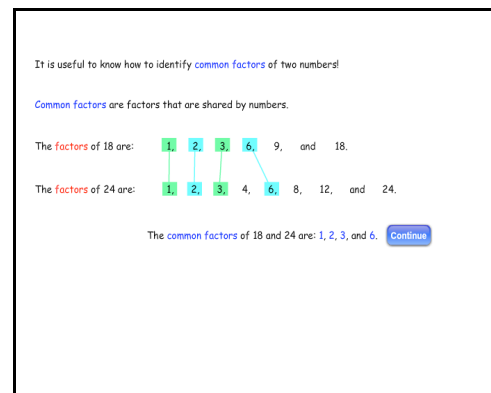 It is useful to know how to identify common factors of two numbers!
Common factors are factors that are shared by numbers.
The factors of 18 are: 1, 2, 3, 6, 9, and 18.
The factors of 24 are: 1, 2, 3, 4, 6, 8, 12, and 24.
The common factors of 18 and 24 are: 1, 2, 3, and 6. Continue